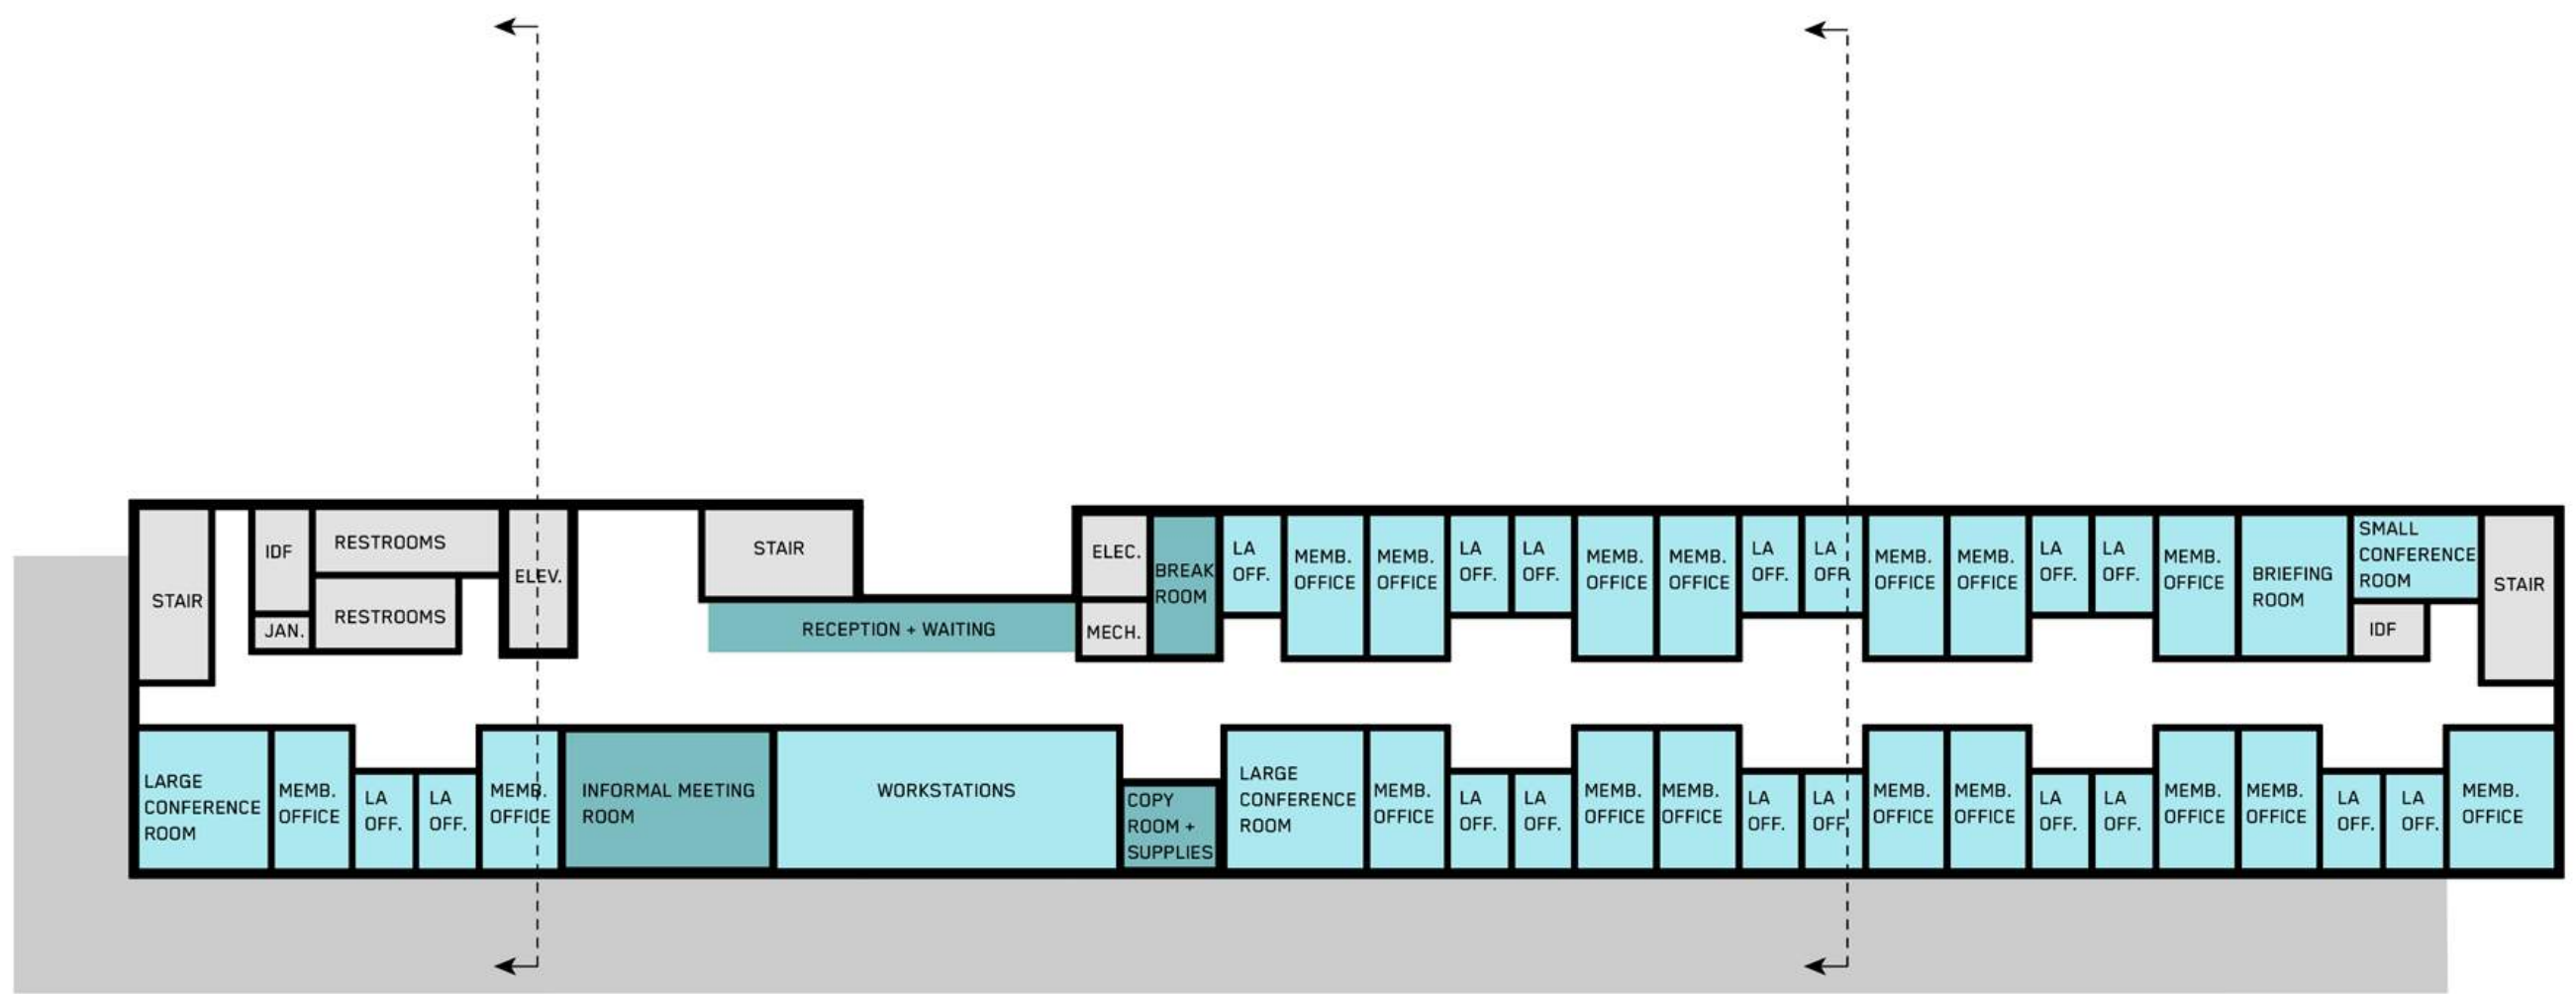 STAIR
IDF
JAN.
RESTROOMS
RESTROOMS
ELEV.
STAIR
RECEPTION + WAITING
ELEC.
MECH.
BREAK
ROOM
LA
OFF.
MEMB.
OFFICE
MEMB.
OFFICE
LA
OFF.
LA
OFF.
MEMB.
OFFICE
MEMB.
OFFICE
LA
OFF.
LA
OFF.
MEMB.
OFFICE
MEMB.
OFFICE
LA
OFF.
LA
OFF.
MEMB.
OFFICE
BRIEFING
ROOM
SMALL
CONFERENCE
ROOM
IDF
STAIR
LARGE
CONFERENCE
ROOM
MEMB.
OFFICE
LA
OFF.
LA
OFF.
MEMB.
OFFICE
INFORMAL MEETING
ROOM
WORKSTATIONS
COPY
ROOM +
SUPPLIES
LARGE
CONFERENCE
ROOM
MEMB.
OFFICE
LA
OFF.
LA
OFF.
MEMB.
OFFICE
MEMB.
OFFICE
LA
OFF.
LA
OFF.
MEMB.
OFFICE
MEMB.
OFFICE
LA
OFF.
LA
OFF.
MEMB.
OFFICE
MEMB.
OFFICE
LA
OFF.
LA
OFF.
MEMB.
OFFICE